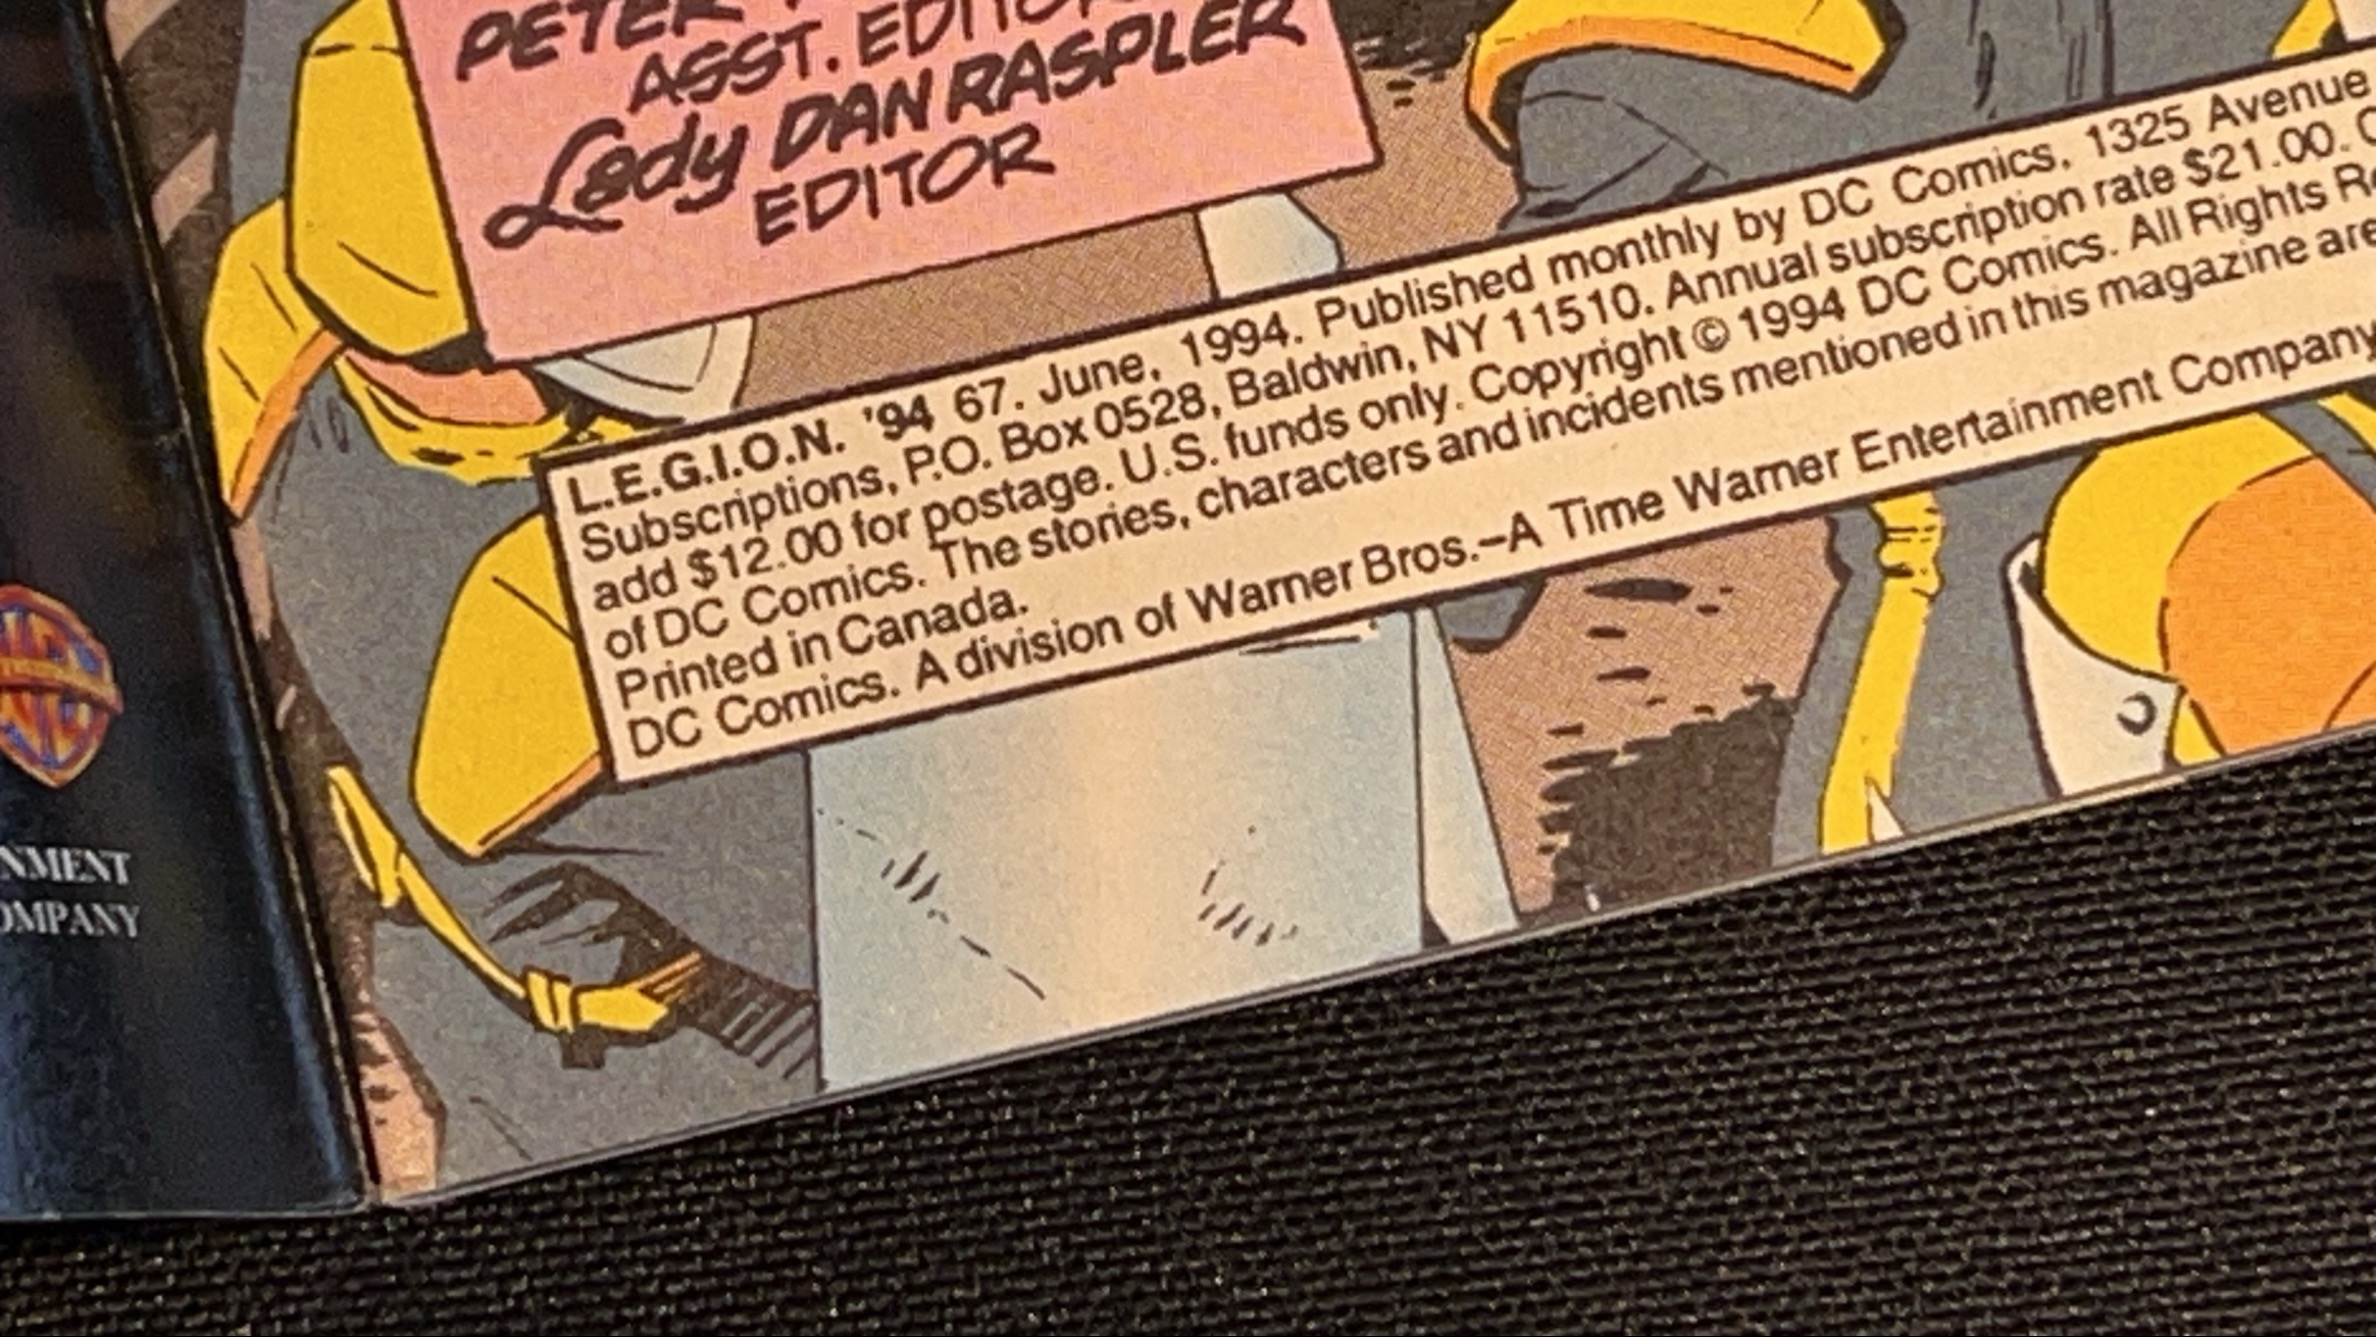 PETER
ASST. EDITOR
Lady DAN RASPLER
EDITOR
L.E.G.I.O.N. '94 67. June, 1994. Published monthly by DC Comics, 1325 Avenue
Subscriptions, P.O. Box 0528, Baldwin, NY 11510. Annual subscription rate $21.00.
add $12.00 for postage. U.S. funds only. Copyright © 1994 DC Comics. All Rights
of DC Comics. The stories, characters and incidents mentioned in this magazine are
Printed in Canada.
DC Comics. A division of Warner Bros.–A Time Warner Entertainment Company
NMENT
OMPANY